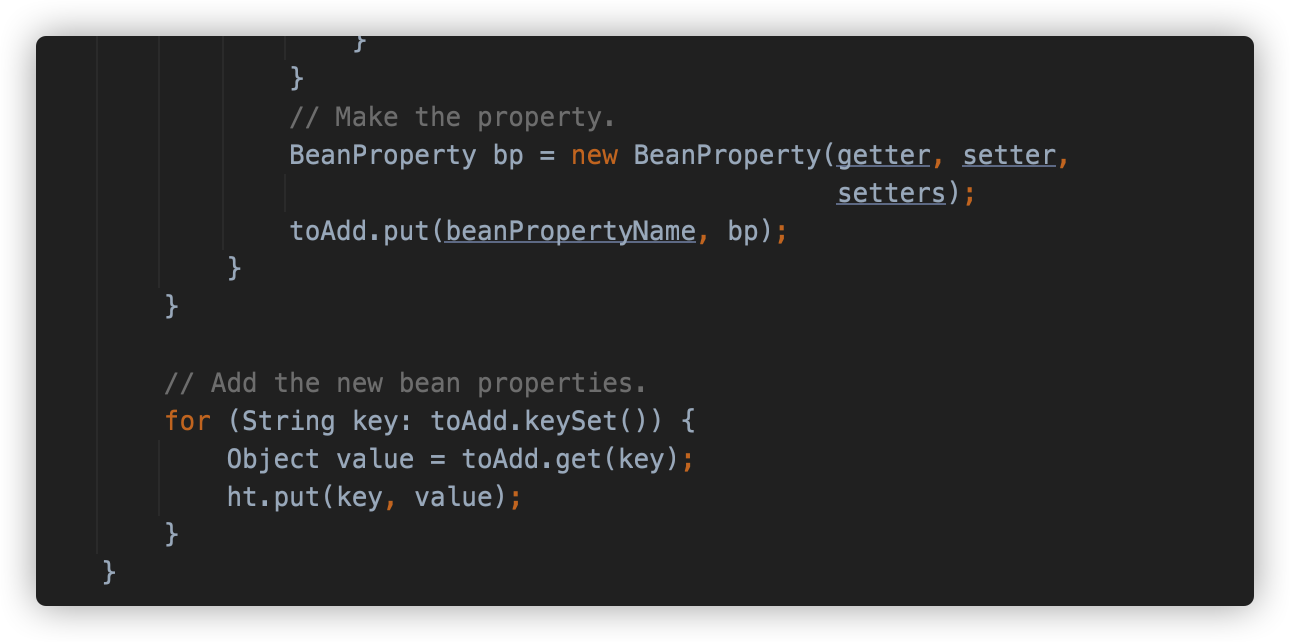 }
}
// Make the property.
BeanProperty bp = new BeanProperty(getter, setter,
setters);
toAdd.put(beanPropertyName, bp);
}
}
// Add the new bean properties.
for (String key: toAdd.keySet()) {
Object value = toAdd.get(key);
ht.put(key, value);
}
}